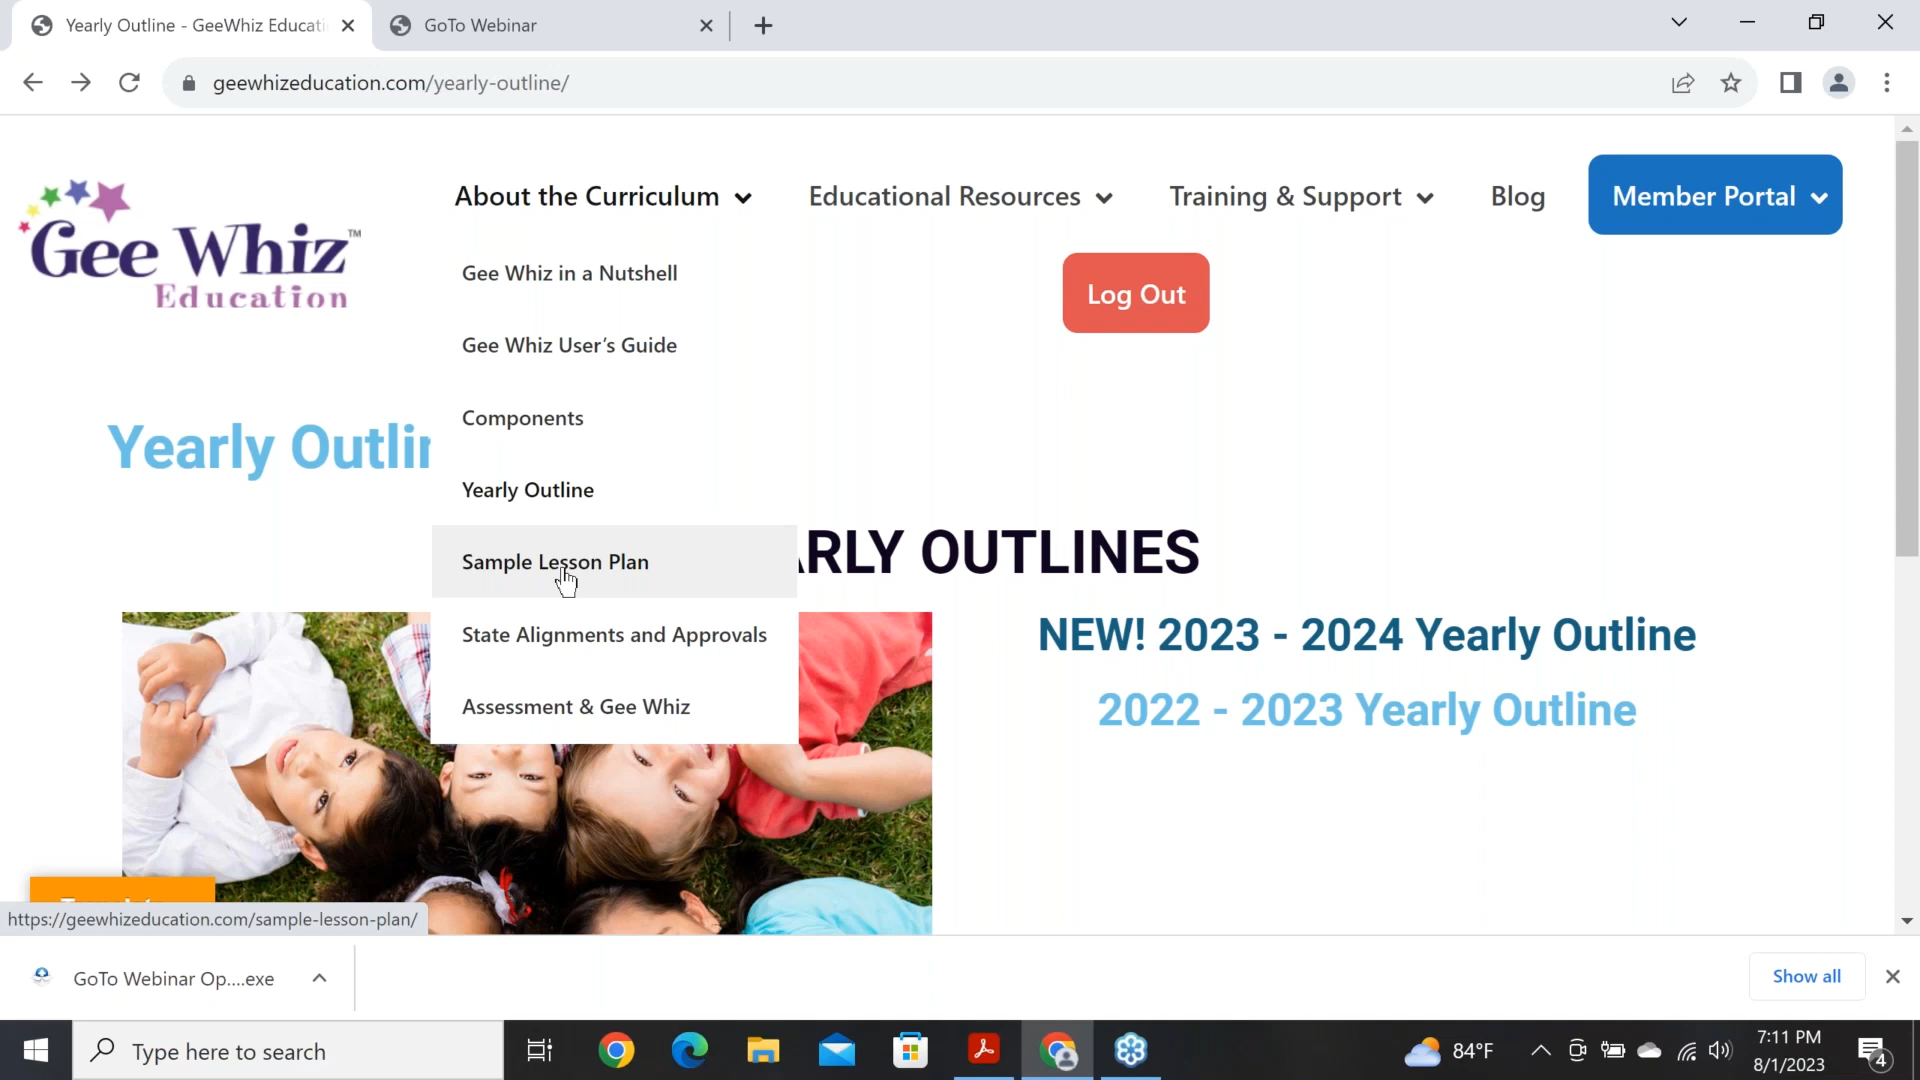 Yearly Outline - GeeWhiz Educati
GoTo Webinar
geewhizeducation.com/yearly-outline/
Gee Whiz™
Education
About the Curriculum
Educational Resources
Training & Support
Blog
Member Portal
Log Out
Gee Whiz in a Nutshell
Gee Whiz User’s Guide
Components
Yearly Outline
Sample Lesson Plan
State Alignments and Approvals
Assessment & Gee Whiz
Yearly Outlin
ARLY OUTLINES
NEW! 2023 - 2024 Yearly Outline
2022 - 2023 Yearly Outline
https://geewhizeducation.com/sample-lesson-plan/
GoTo Webinar Op....exe
Show all
Type here to search
84°F
7:11 PM
8/1/2023
4